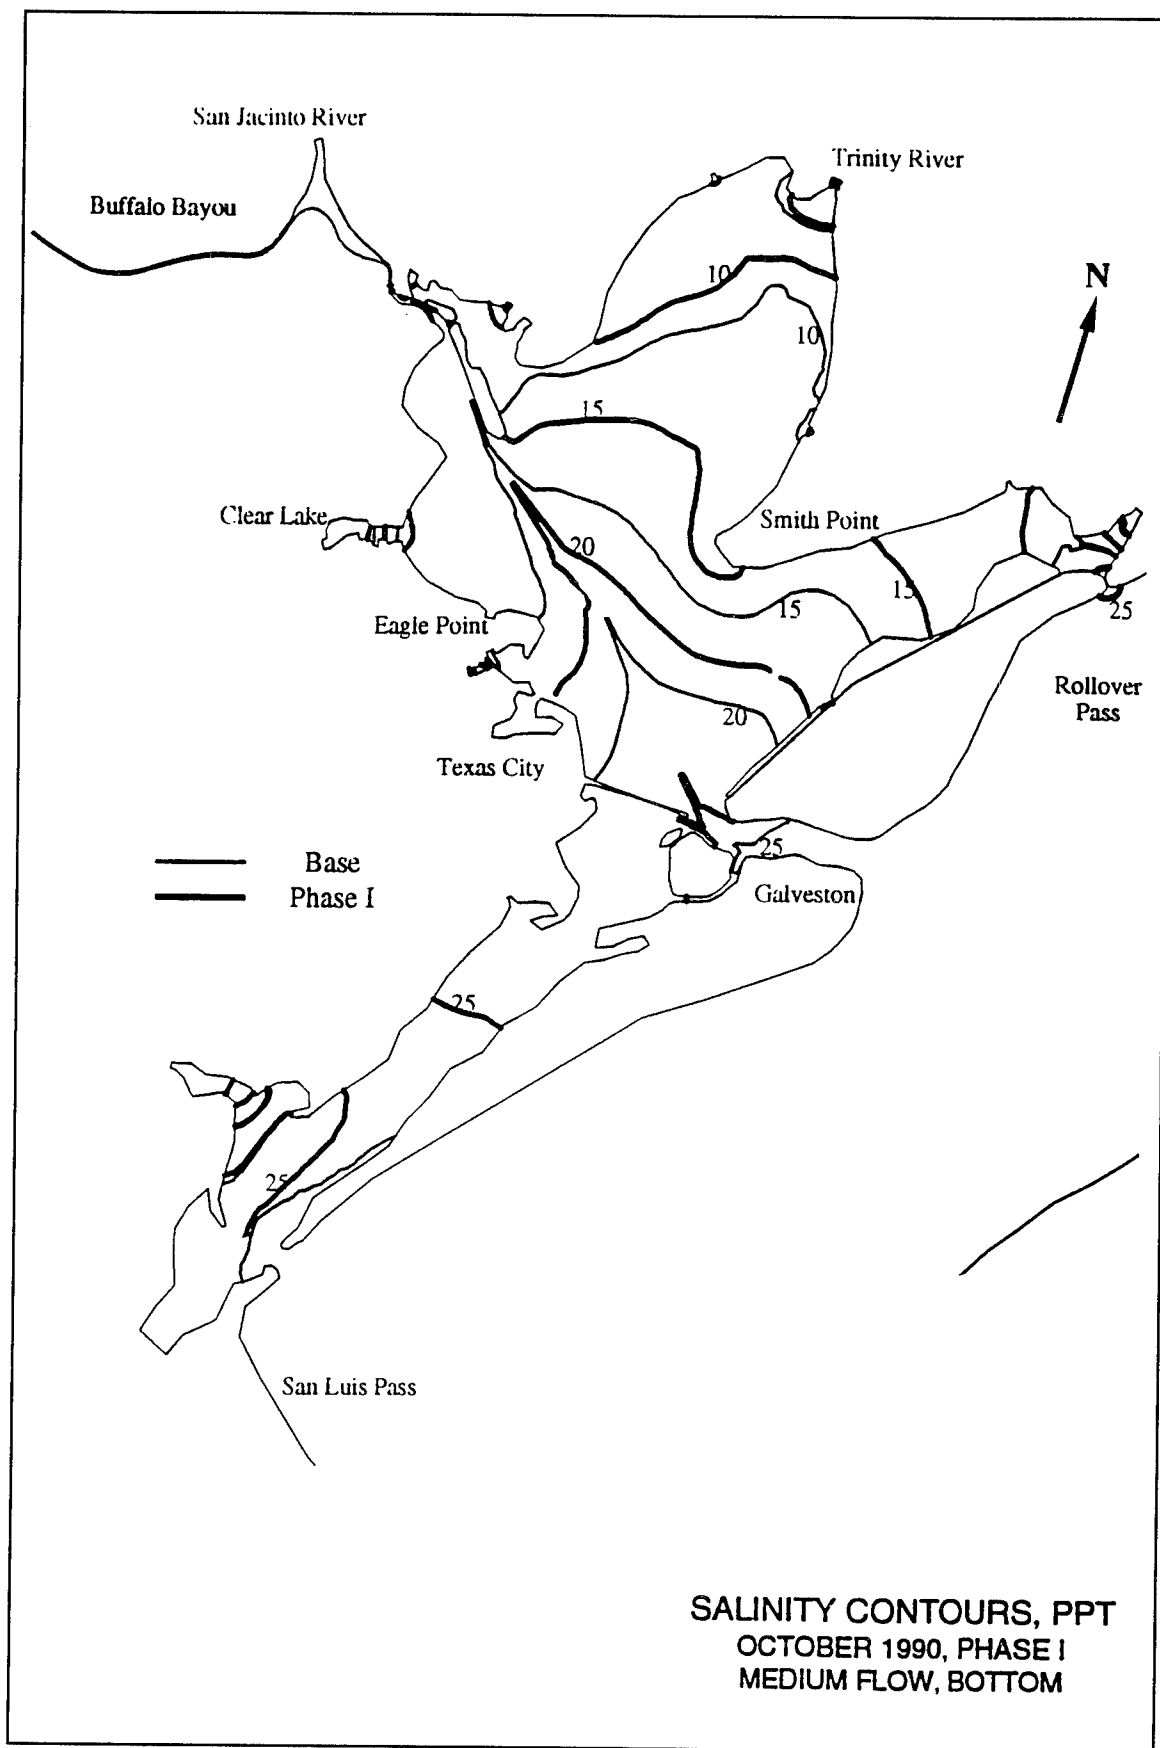 San Jacinto River
Trinity River
Buffalo Bayou
N
10
10
15
Clear Lake
Smith Point
20
15
15
25
Eagle Point
Rollover
Pass
20
Texas City
25
Base
Phase I
Galveston
25
25
San Luis Pass
SALINITY CONTOURS, PPT
OCTOBER 1990, PHASE I
MEDIUM FLOW, BOTTOM